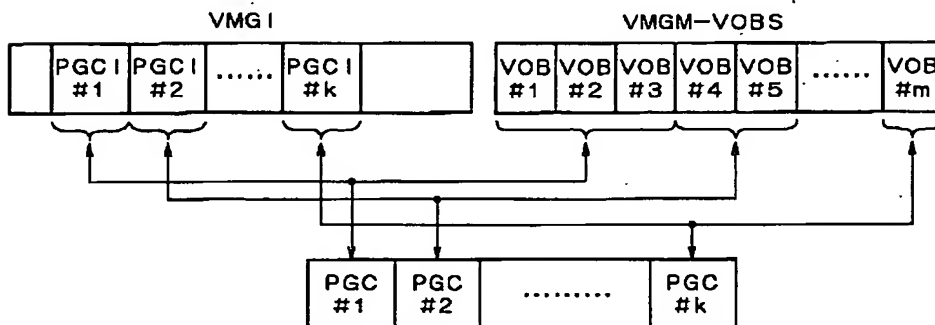 VMGI VMGM-VOBS
PGCI PGCI ...... PGCI VOB VOB VOB VOB VOB ...... VOB
#1 #2 #k #1 #2 #3 #4 #5 #m
PGC PGC ......... PGC
#1 #2 #k